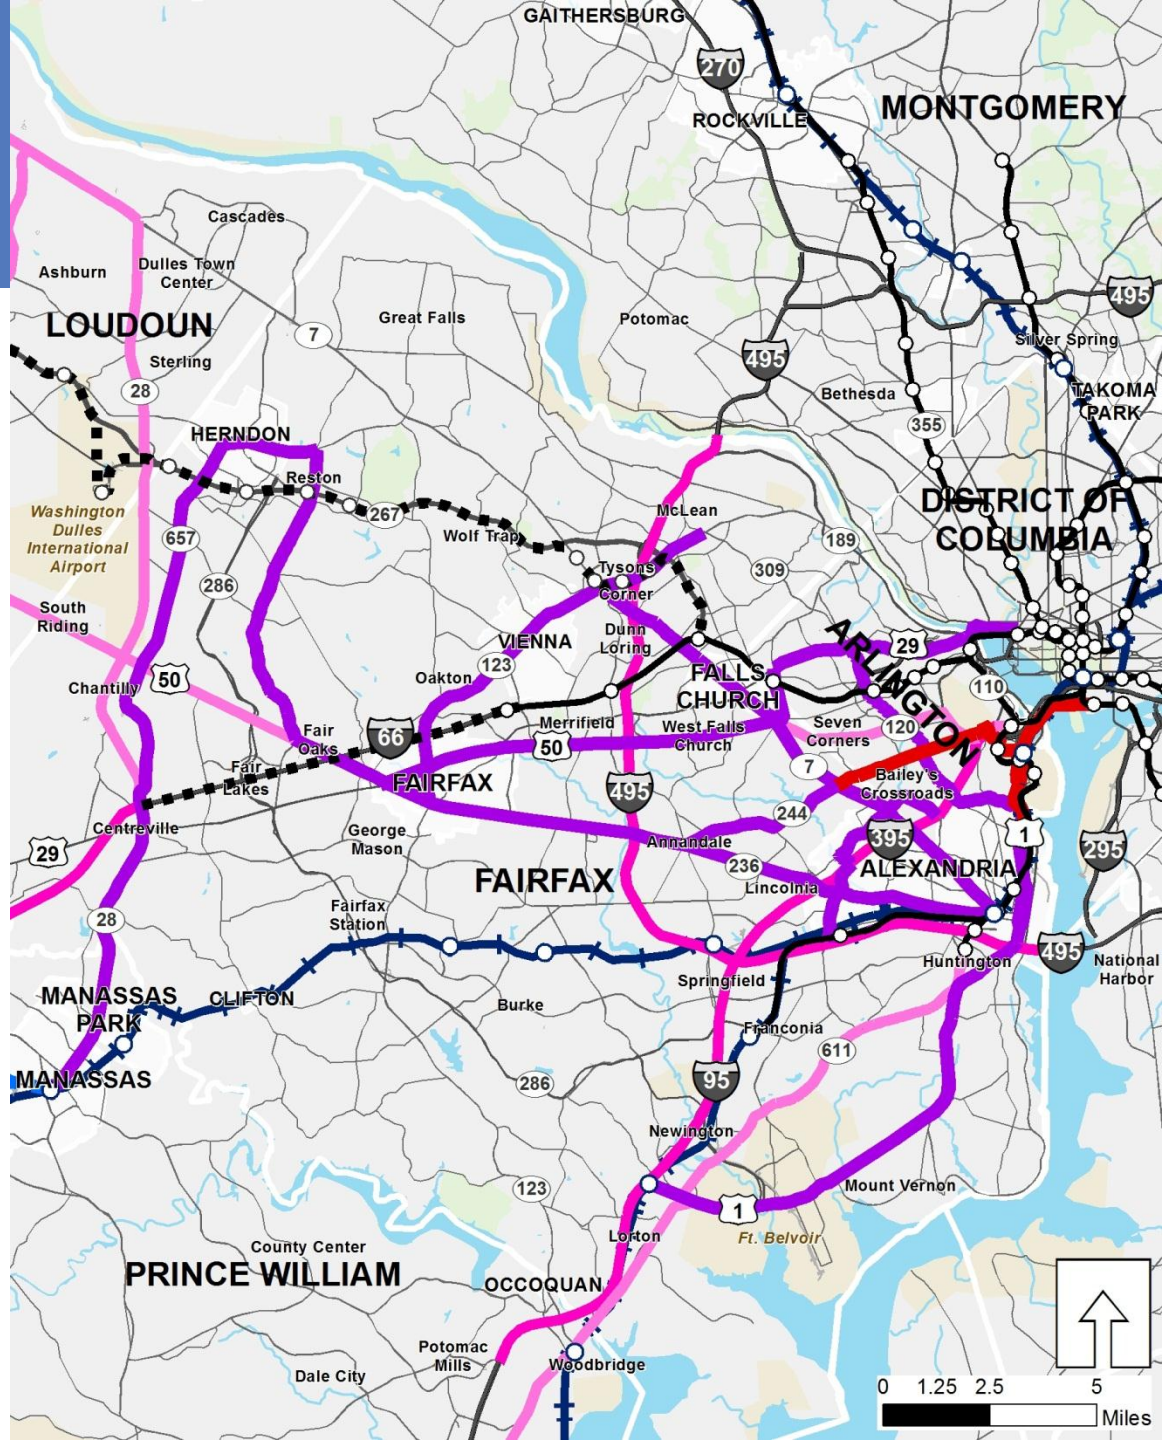 GAITHERSBURG
270
MONTGOMERY
ROCKVILLE
Cascades
Ashburn
Dulles Town
Center
495
LOUDOUN
7
Great Falls
Potomac
Silver Spring
Sterling
495
28
Bethesda
TAKOMA
PARK
355
HERNDON
Reston
DISTRICT OF
COLUMBIA
Washington
Dulles
International
Airport
267
McLean
657
Wolf Trap
189
309
286
Tysons
Corner
South
Riding
Dunn
Loring
ARLINGTON
29
VIENNA
123
Oakton
FALLS
CHURCH
110
Chantilly
50
Merrifield
West Falls
Church
Seven
Corners
120
Fair
Oaks
66
50
7
Fair
Lakes
FAIRFAX
Bailey's
Crossroads
495
244
Centreville
George
Mason
29
Annandale
395
1
295
236
ALEXANDRIA
FAIRFAX
Lincolnia
Fairfax
Station
28
495
Huntington
National
Harbor
Springfield
MANASSAS
PARK
CLIFTON
Burke
Franconia
611
MANASSAS
286
95
Newington
123
Mount Vernon
1
Lorton
Ft. Belvoir
County Center
PRINCE WILLIAM
OCCOQUAN
Potomac
Mills
Woodbridge
Dale City
0 1.25 2.5 5
Miles